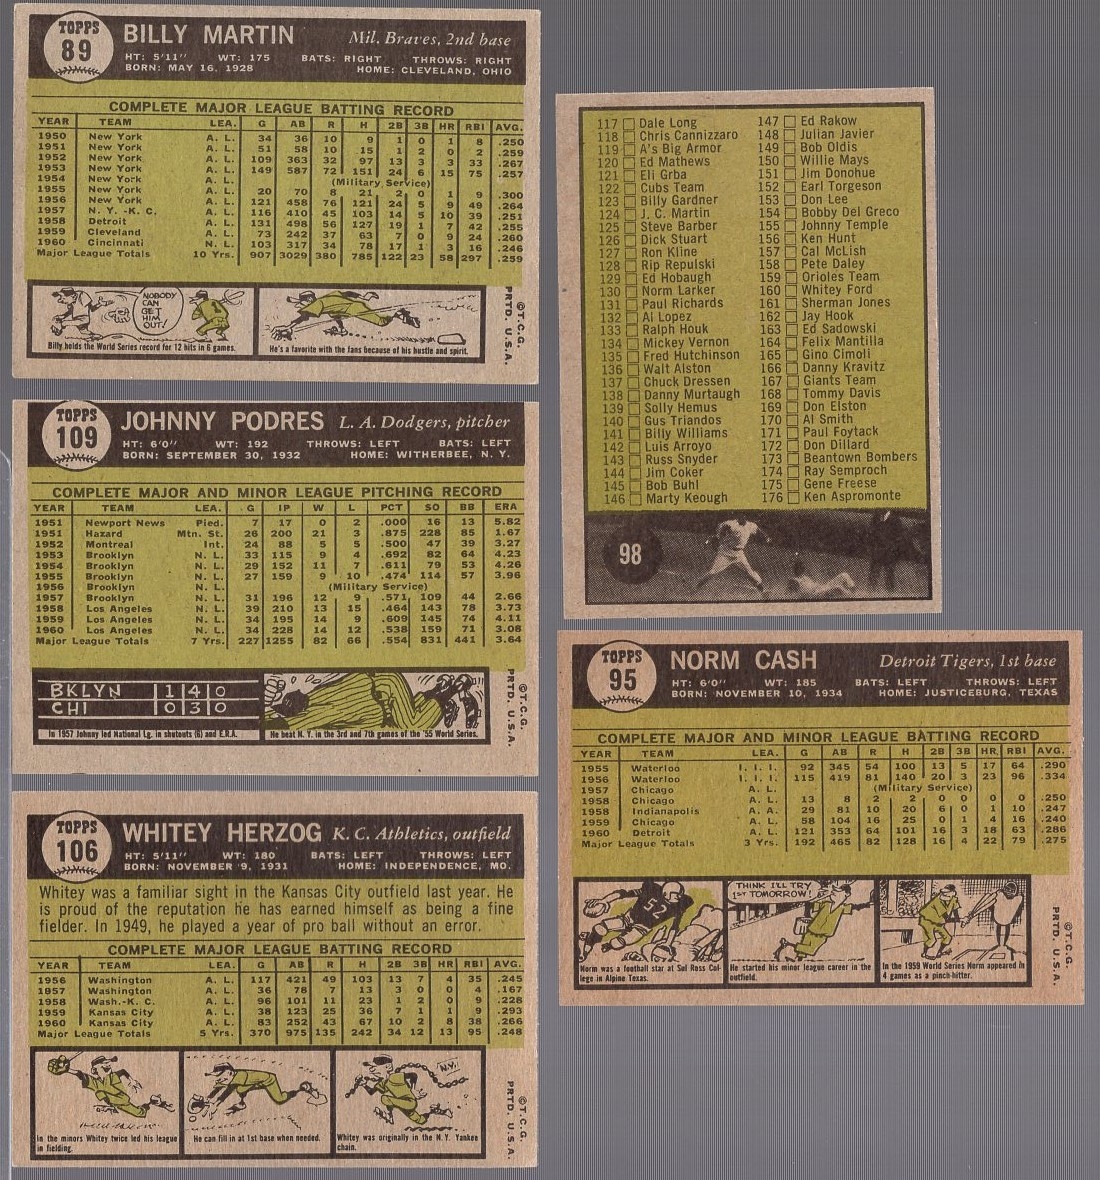 TOPPS
89
BILLY MARTIN Mil. Braves, 2nd base
HT: 5'11" WT: 175 BATS: RIGHT THROWS: RIGHT
BORN: MAY 16, 1928 HOME: CLEVELAND, OHIO
COMPLETE MAJOR LEAGUE BATTING RECORD
YEAR TEAM LEA. G AB R H 2B 3B HR RBI AVG.
1950 New York A. L. 34 36 10 9 1 0 1 8 .250
1951 New York A. L. 51 58 10 15 1 2 0 2 .259
1952 New York A. L. 109 363 32 97 13 3 3 33 .267
1953 New York A. L. 149 587 72 151 24 6 15 75 .257
1954 New York A. L. (Military Service)
1955 New York A. L. 20 70 8 21 2 0 1 9 .300
1956 New York A. L. 121 458 76 121 24 5 9 49 .264
1957 N. Y. -K. C. A. L. 116 410 45 103 14 5 10 39 .251
1958 Detroit A. L. 131 498 56 127 19 1 7 42 .255
1959 Cleveland A. L. 73 242 37 63 7 0 9 24 .260
1960 Cincinnati N. L. 103 317 34 78 17 1 3 16 .246
Major League Totals 10 Yrs. 907 3029 380 785 122 23 58 297 .259
NOBODY
CAN
GET
HIM
OUT!
Billy holds the World Series record for 12 hits in 6 games.
He's a favorite with the fans because of his hustle and spirit.
©T.C.G.
PRTD. U.S.A.
TOPPS
109
JOHNNY PODRES L. A. Dodgers, pitcher
HT: 6'0" WT: 192 THROWS: LEFT BATS: LEFT
BORN: SEPTEMBER 30, 1932 HOME: WITHERBEE, N. Y.
COMPLETE MAJOR AND MINOR LEAGUE PITCHING RECORD
YEAR TEAM LEA. G IP W L PCT SO BB ERA
1951 Newport News Pied. 7 17 0 2 .000 16 13 5.82
1951 Hazard Mtn. St. 26 200 21 3 .875 228 85 1.67
1952 Montreal Int. 24 88 5 5 .500 47 39 3.27
1953 Brooklyn N. L. 33 115 9 4 .692 82 64 4.23
1954 Brooklyn N. L. 29 152 11 7 .611 79 53 4.26
1955 Brooklyn N. L. 27 159 9 10 .474 114 57 3.96
1956 Brooklyn N. L. (Military Service)
1957 Brooklyn N. L. 31 196 12 9 .571 109 44 2.66
1958 Los Angeles N. L. 39 210 13 15 .464 143 78 3.73
1959 Los Angeles N. L. 34 195 14 9 .609 145 74 4.11
1960 Los Angeles N. L. 34 228 14 12 .538 159 71 3.08
Major League Totals 7 Yrs. 227 1255 82 66 .554 831 441 3.64
BKLYN 1 4 0
CHI 0 3 0
In 1957 Johnny led National Lg. in shutouts (6) and E.R.A.
He beat N. Y. in the 3rd and 7th games of the '55 World Series.
©T.C.G.
PRTD. U.S.A.
TOPPS
106
WHITEY HERZOG K. C. Athletics, outfield
HT: 5'11" WT: 180 BATS: LEFT THROWS: LEFT
BORN: NOVEMBER 9, 1931 HOME: INDEPENDENCE, MO.
Whitey was a familiar sight in the Kansas City outfield last year. He
is proud of the reputation he has earned himself as being a fine
fielder. In 1949, he played a year of pro ball without an error.
COMPLETE MAJOR LEAGUE BATTING RECORD
YEAR TEAM LEA. G AB R H 2B 3B HR RBI AVG.
1956 Washington A. L. 117 421 49 103 13 7 4 35 .245
1957 Washington A. L. 36 78 7 13 3 0 0 4 .167
1958 Wash.-K. C. A. L. 96 101 11 23 1 2 0 9 .228
1959 Kansas City A. L. 38 123 25 36 7 1 1 9 .293
1960 Kansas City A. L. 83 252 43 67 10 2 8 38 .266
Major League Totals 5 Yrs. 370 975 135 242 34 12 13 95 .248
In the minors Whitey twice led his league
in fielding.
He can fill in at 1st base when needed.
N.Y.
Whitey was originally in the N. Y. Yankee
chain.
©T.C.G.
PRTD. U.S.A.
117 Dale Long 147 Ed Rakow
118 Chris Cannizzaro 148 Julian Javier
119 A's Big Armor 149 Bob Oldis
120 Ed Mathews 150 Willie Mays
121 Eli Grba 151 Jim Donohue
122 Cubs Team 152 Earl Torgeson
123 Billy Gardner 153 Don Lee
124 J. C. Martin 154 Bobby Del Greco
125 Steve Barber 155 Johnny Temple
126 Dick Stuart 156 Ken Hunt
127 Ron Kline 157 Cal McLish
128 Rip Repulski 158 Pete Daley
129 Ed Hobaugh 159 Orioles Team
130 Norm Larker 160 Whitey Ford
131 Paul Richards 161 Sherman Jones
132 Al Lopez 162 Jay Hook
133 Ralph Houk 163 Ed Sadowski
134 Mickey Vernon 164 Felix Mantilla
135 Fred Hutchinson 165 Gino Cimoli
136 Walt Alston 166 Danny Kravitz
137 Chuck Dressen 167 Giants Team
138 Danny Murtaugh 168 Tommy Davis
139 Solly Hemus 169 Don Elston
140 Gus Triandos 170 Al Smith
141 Billy Williams 171 Paul Foytack
142 Luis Arroyo 172 Don Dillard
143 Russ Snyder 173 Beantown Bombers
144 Jim Coker 174 Ray Semproch
145 Bob Buhl 175 Gene Freese
146 Marty Keough 176 Ken Aspromonte
98
TOPPS
95
NORM CASH Detroit Tigers, 1st base
HT: 6'0" WT: 185 BATS: LEFT THROWS: LEFT
BORN: NOVEMBER 10, 1934 HOME: JUSTICEBURG, TEXAS
COMPLETE MAJOR AND MINOR LEAGUE BATTING RECORD
YEAR TEAM LEA. G AB R H 2B 3B HR RBI AVG.
1955 Waterloo I. I. I. 92 345 54 100 13 5 17 64 .290
1956 Waterloo I. I. I. 115 419 81 140 20 3 23 96 .334
1957 Chicago A. L. (Military Service)
1958 Chicago A. L. 13 8 2 2 0 0 0 0 .250
1958 Indianapolis A. A. 29 81 10 20 6 0 1 10 .247
1959 Chicago A. L. 58 104 16 25 0 1 4 16 .240
1960 Detroit A. L. 121 353 64 101 16 3 18 63 .286
Major League Totals 3 Yrs. 192 465 82 128 16 4 22 79 .275
52
Norm was a football star at Sul Ross Col-
lege in Alpine Texas.
THINK I'LL TRY
1ST TOMORROW!
He started his minor league career in the
outfield.
In the 1959 World Series Norm appeared in
4 games as a pinch-hitter.
©T.C.G.
PRTD. U.S.A.